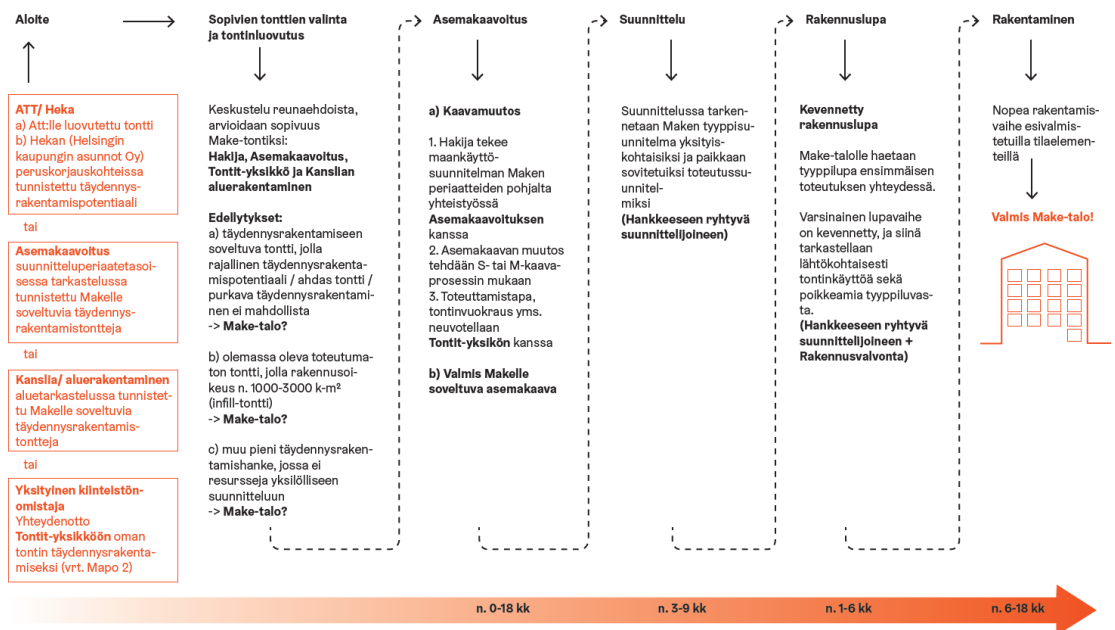 Aloite
ATT/ Heka
a) Att:lle luovutettu tontti
b) Hekan (Helsingin
kaupungin asunnot Oy)
peruskorjauskohteissa
tunnistettu täydennys-
rakentamispotentiaali
tai
Asemakaavoitus
suunnitteluperiaatetasoi-
sessa tarkastelussa
tunnistettu Makelle
soveltuvia täydennys-
rakentamistontteja
tai
Kanslia/ aluerakentaminen
aluetarkastelussa tunnistet-
tu Makelle soveltuvia
täydennysrakentamis-
tontteja
tai
Yksityinen kiinteistön-
omistaja
Yhteydenotto
Tontit-yksikköön oman
tontin täydennysrakenta-
miseksi (vrt. Mapo 2)
Sopivien tonttien valinta
ja tontinluovutus
Keskustelu reunaehdoista,
arvioidaan sopivuus
Make-tontiksi:
Hakija, Asemakaavoitus,
Tontit-yksikkö ja Kanslian
aluerakentaminen
Edellytykset:
a) täydennysrakentamiseen
soveltuva tontti, jolla
rajallinen täydennysrakenta-
mispotentiaali / ahdas tontti /
purkava täydennysrakentami-
nen ei mahdollista
-> Make-talo?
b) olemassa oleva toteutuma-
ton tontti, jolla rakennusoi-
keus n. 1000-3000 k-m²
(infill-tontti)
-> Make-talo?
c) muu pieni täydennysraken-
tamishanke, jossa ei
resursseja yksilölliseen
suunnitteluun
-> Make-talo?
Asemakaavoitus
a) Kaavamuutos
1. Hakija tekee
maankäyttö-
suunnitelman Maken
periaatteiden pohjalta
yhteistyössä
Asemakaavoituksen
kanssa
2. Asemakaavan muutos
tehdään S- tai M-kaava-
prosessin mukaan
3. Toteuttamistapa,
tontinvuokraus yms.
neuvotellaan
Tontit-yksikön kanssa
b) Valmis Makelle
soveltuva asemakaava
n. 0-18 kk
Suunnittelu
Suunnittelussa tarken-
netaan Maken tyyppisu-
unnitelma yksityis-
kohtaisiksi ja paikkaan
sovitetuiksi toteutussu-
unnitel-
miksi
(Hankkeeseen ryhtyvä
suunnittelijoineen)
n. 3-9 kk
Rakennuslupa
Kevennetty
rakennuslupa
Make-talolle haetaan
tyyppilupa ensimmäisen
toteutuksen yhteydessä.
Varsinainen lupavaihe
on kevennetty, ja siinä
tarkastellaan
lähtökohtaisesti
tontinkäyttöä sekä
poikkeamia tyyppiluvas-
ta.
(Hankkeeseen ryhtyvä
suunnittelijoineen +
Rakennusvalvonta)
n. 1-6 kk
Rakentaminen
Nopea rakentamis-
vaihe esivalmis-
tetuilla tilaelemen-
teillä
Valmis Make-talo!
n. 6-18 kk